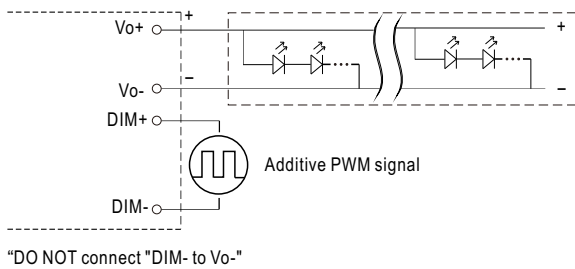 Vo+
+
+
Vo-
–
–
DIM+
Additive PWM signal
DIM-
“DO NOT connect "DIM- to Vo-"